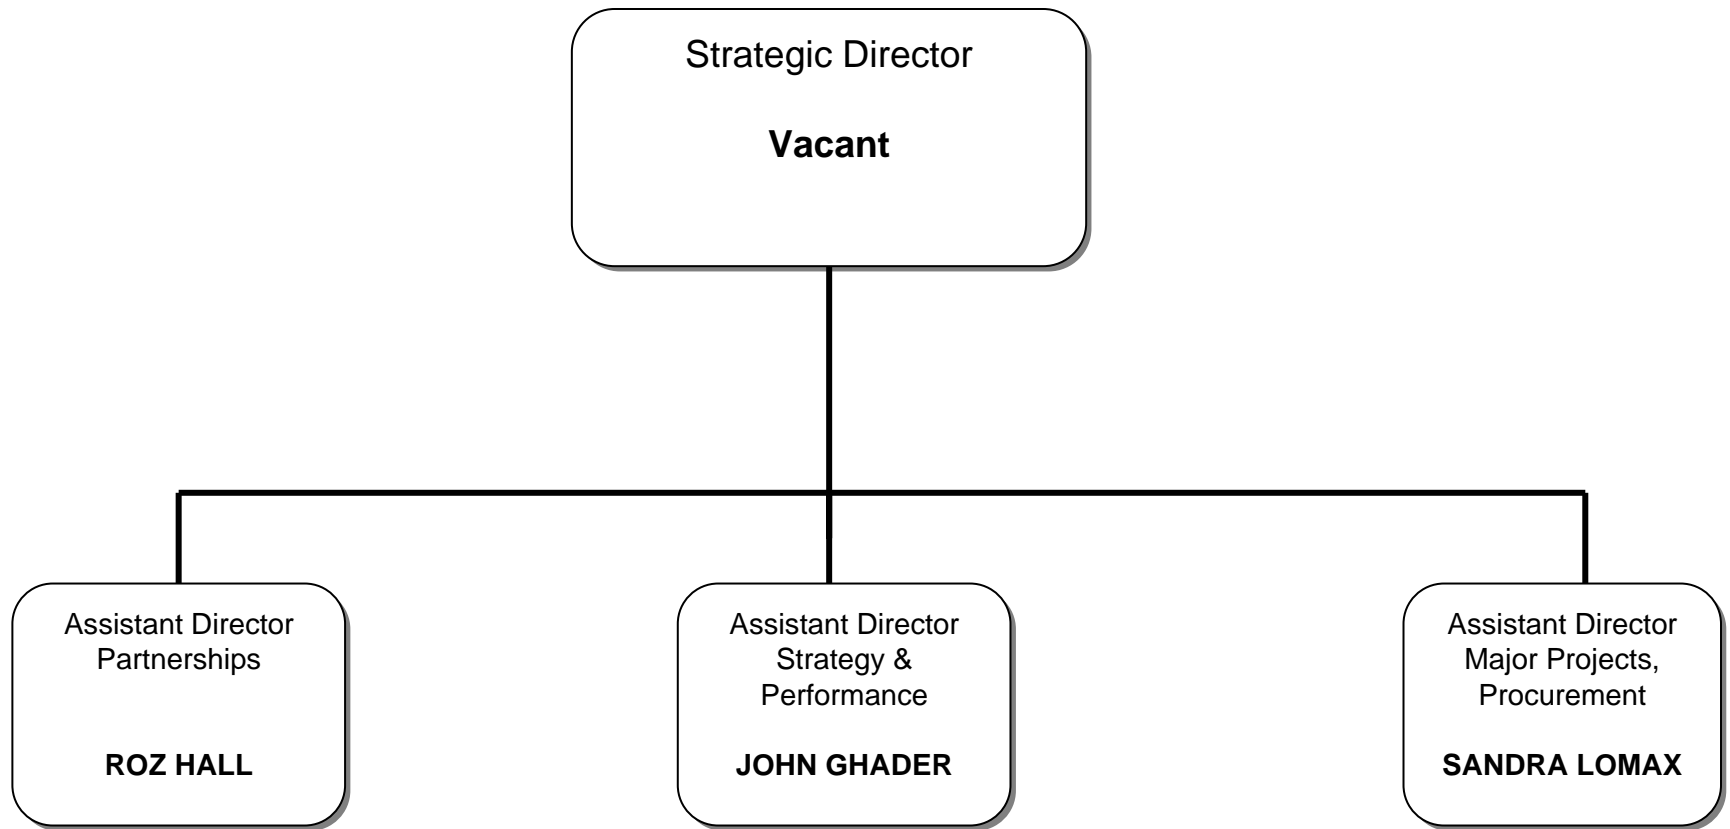 Strategic Director
Vacant
Assistant Director
Partnerships
ROZ HALL
Assistant Director
Strategy &
Performance
JOHN GHADER
Assistant Director
Major Projects,
Procurement
SANDRA LOMAX